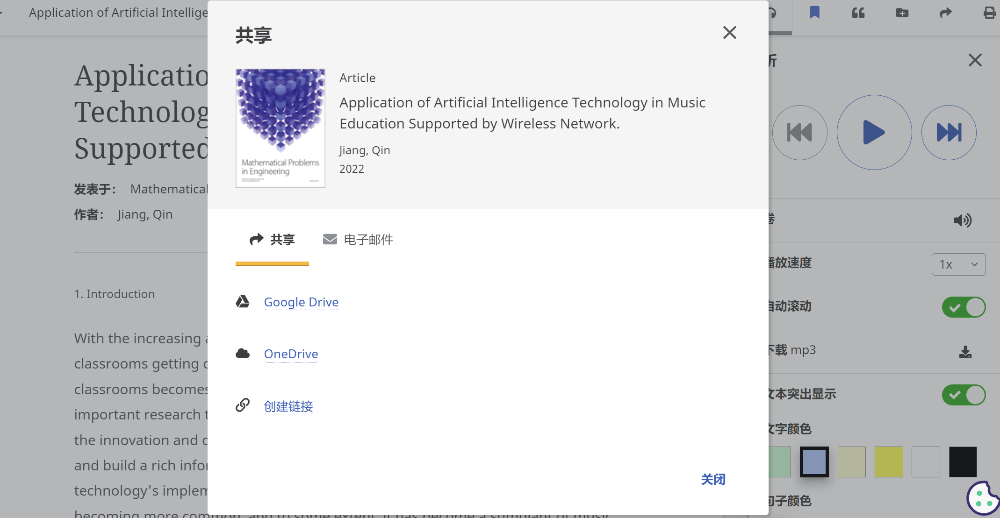 Application of Artificial Intellige
共享
Article
Application of Artificial Intelligence Technology in Music
Education Supported by Wireless Network.
Jiang, Qin
2022
Mathematical Problems
in Engineering
共享
电子邮件
Google Drive
OneDrive
创建链接
关闭
Applicatio
Technolog
Supported
发表于： Mathematical
作者： Jiang, Qin
1. Introduction
With the increasing
classrooms getting
classrooms becomes
important research
the innovation and
and build a rich infor
technology's implem
becoming more common, and to some extent, it has become a stimulant of music
播放速度
1x
自动滚动
下载 mp3
文本突出显示
文字颜色
句子颜色